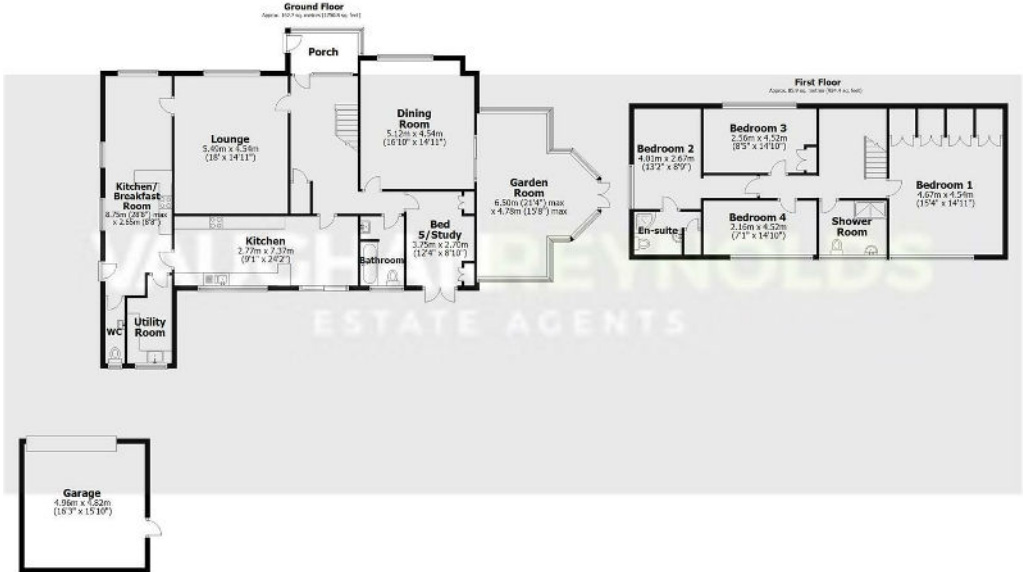 Ground Floor
Porch
Dining
Room
5.12m x 4.54m
(16'10" x 14'11")
Lounge
5.49m x 4.54m
(18' x 14'11")
Kitchen/
Breakfast
Room
8.75m (28'8") max
x 2.65m (8'8")
Garden
Room
6.50m (21'4") max
x 4.78m (15'8") max
Kitchen
2.77m x 7.37m
(9'1" x 24'2")
Bed
5/Study
3.75m x 2.70m
(12'4" x 8'10")
Bathroom
WC
Utility
Room
Garage
4.96m x 4.82m
(16'3" x 15'10")
First Floor
Bedroom 3
2.56m x 4.52m
(8'5" x 14'10")
Bedroom 2
4.01m x 2.67m
(13'2" x 8'9")
Bedroom 1
4.67m x 4.54m
(15'4" x 14'11")
Bedroom 4
2.16m x 4.52m
(7'1" x 14'10")
Shower
Room
En-suite
REYNOLDS
ESTATE AGENTS